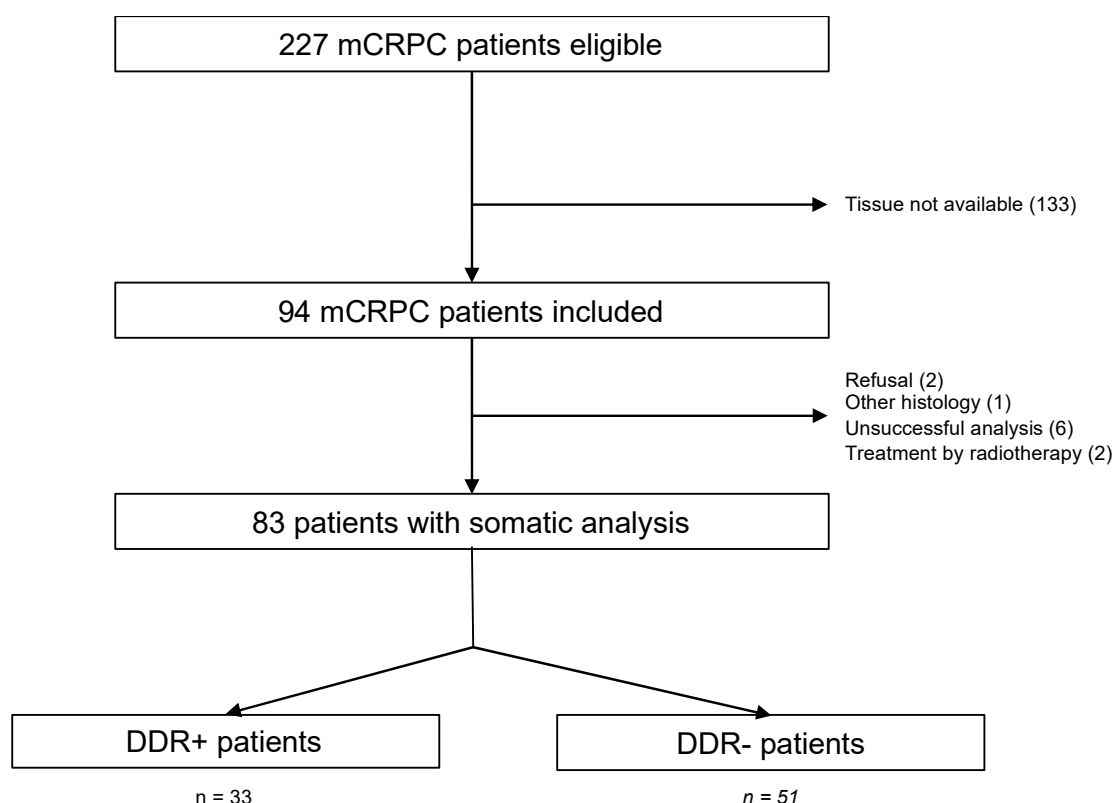 227 mCRPC patients eligible
Tissue not available (133)
94 mCRPC patients included
Refusal (2)
Other histology (1)
Unsuccessful analysis (6)
Treatment by radiotherapy (2)
83 patients with somatic analysis
DDR+ patients
DDR- patients
n = 33
n = 51